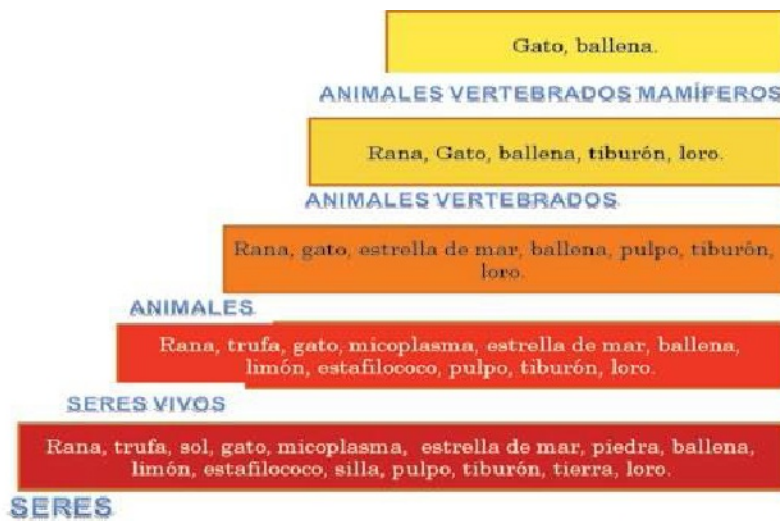 Gato, ballena.
ANIMALES VERTEBRADOS MAMÍFEROS
Rana, Gato, ballena, tiburón, loro.
ANIMALES VERTEBRADOS
Rana, gato, estrella de mar, ballena, pulpo, tiburón,
loro.
ANIMALES
Rana, trufa, gato, micoplasma, estrella de mar, ballena,
limón, estafilococo, pulpo, tiburón, loro.
SERES VIVOS
Rana, trufa, sol, gato, micoplasma, estrella de mar, piedra, ballena,
limón, estafilococo, silla, pulpo, tiburón, tierra, loro.
SERES